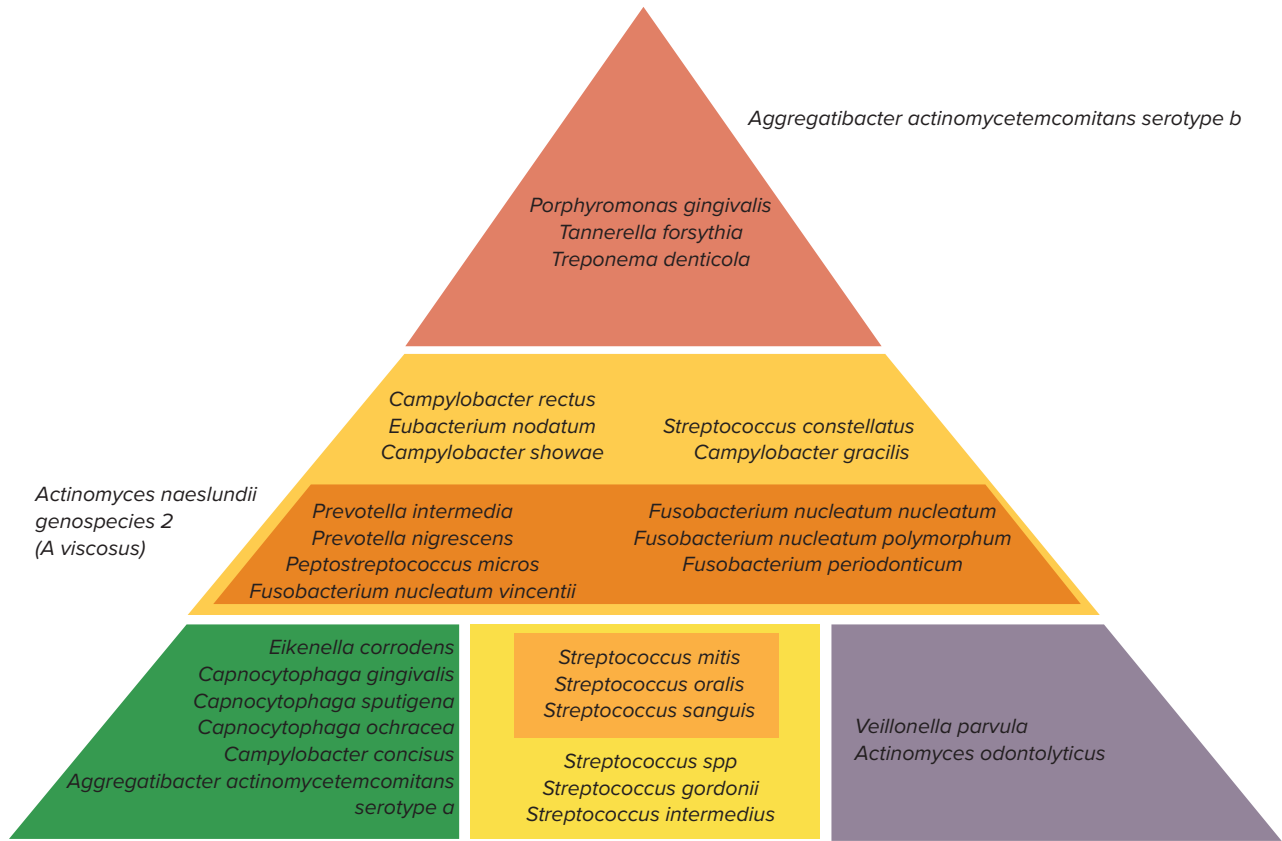 Aggregatibacter actinomycetemcomitans serotype b
Porphyromonas gingivalis
Tannerella forsythia
Treponema denticola
Campylobacter rectus
Eubacterium nodatum
Campylobacter showae
Streptococcus constellatus
Campylobacter gracilis
Actinomyces naeslundii
genospecies 2
(A viscosus)
Prevotella intermedia
Prevotella nigrescens
Peptostreptococcus micros
Fusobacterium nucleatum vincentii
Fusobacterium nucleatum nucleatum
Fusobacterium nucleatum polymorphum
Fusobacterium periodonticum
Eikenella corrodens
Capnocytophaga gingivalis
Capnocytophaga sputigena
Capnocytophaga ochracea
Campylobacter concisus
Aggregatibacter actinomycetemcomitans
serotype a
Streptococcus mitis
Streptococcus oralis
Streptococcus sanguis
Streptococcus spp
Streptococcus gordonii
Streptococcus intermedius
Veillonella parvula
Actinomyces odontolyticus